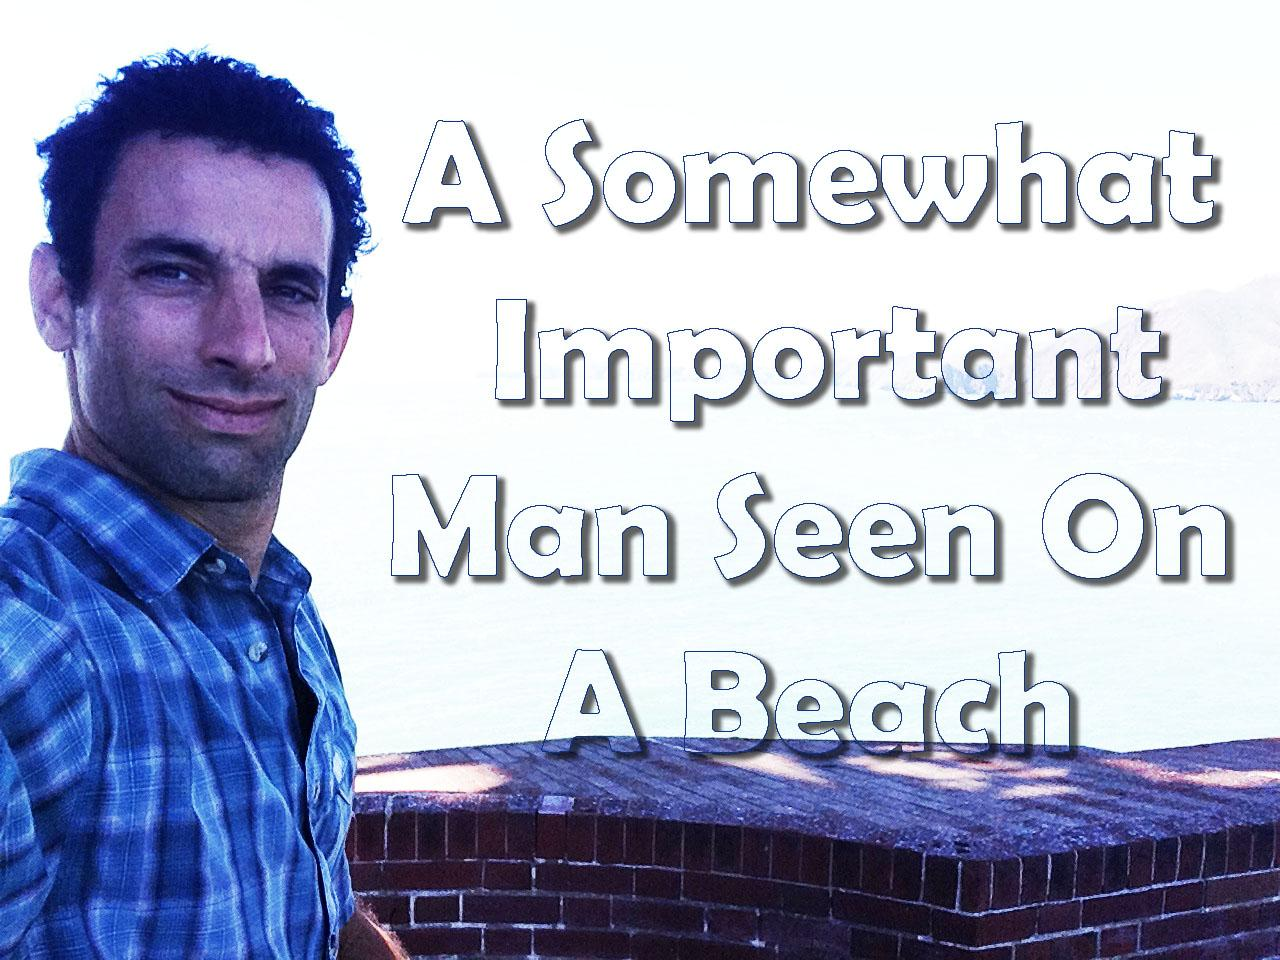 A Somewhat
Important
Man Seen On
A Beach